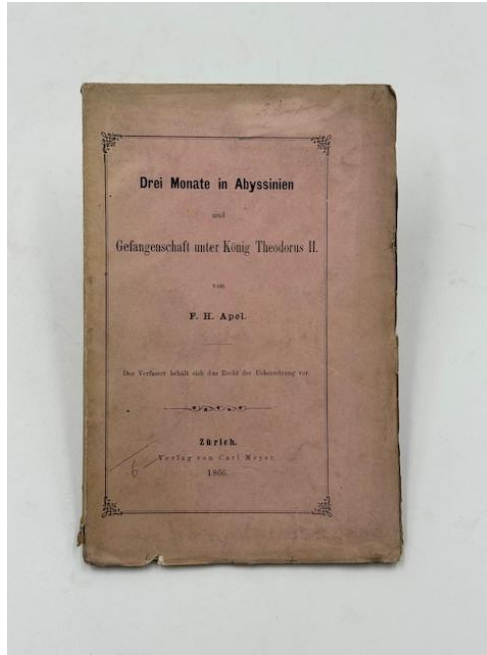 Drei Monate in Abyssinien
und
Gefangenschaft unter König Theodorus II.
von
F. H. Apel.
Der Verfasser behält sich das Recht der Uebersetzung vor.
Zürich.
Verlag von Carl Meyer.
1866.
6